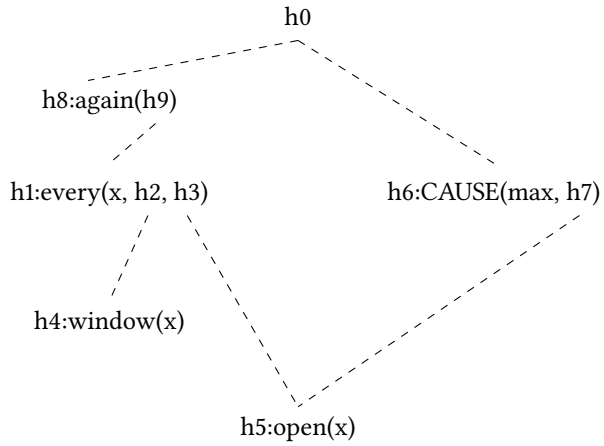 h0
h8:again(h9)
h1:every(x, h2, h3) h6:CAUSE(max, h7)
h4:window(x)
h5:open(x)